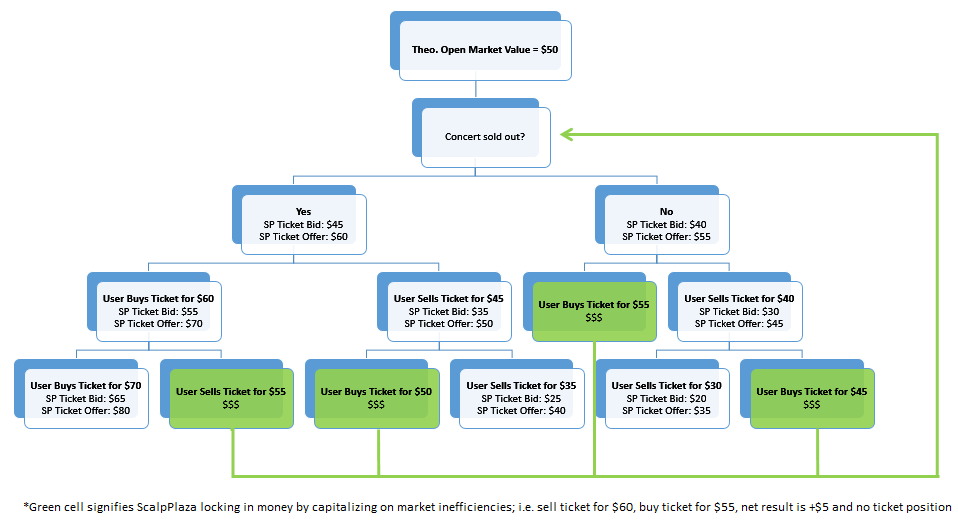 Theo. Open Market Value = $50
Concert sold out?
Yes
SP Ticket Bid: $45
SP Ticket Offer: $60
No
SP Ticket Bid: $40
SP Ticket Offer: $55
User Buys Ticket for $60
SP Ticket Bid: $55
SP Ticket Offer: $70
User Sells Ticket for $45
SP Ticket Bid: $35
SP Ticket Offer: $50
User Buys Ticket for $55
$$$
User Sells Ticket for $40
SP Ticket Bid: $30
SP Ticket Offer: $45
User Buys Ticket for $70
SP Ticket Bid: $65
SP Ticket Offer: $80
User Sells Ticket for $55
$$$
User Buys Ticket for $50
$$$
User Sells Ticket for $35
SP Ticket Bid: $25
SP Ticket Offer: $40
User Sells Ticket for $30
SP Ticket Bid: $20
SP Ticket Offer: $35
User Buys Ticket for $45
$$$
*Green cell signifies ScalpPlaza locking in money by capitalizing on market inefficiencies; i.e. sell ticket for $60, buy ticket for $55, net result is +$5 and no ticket position